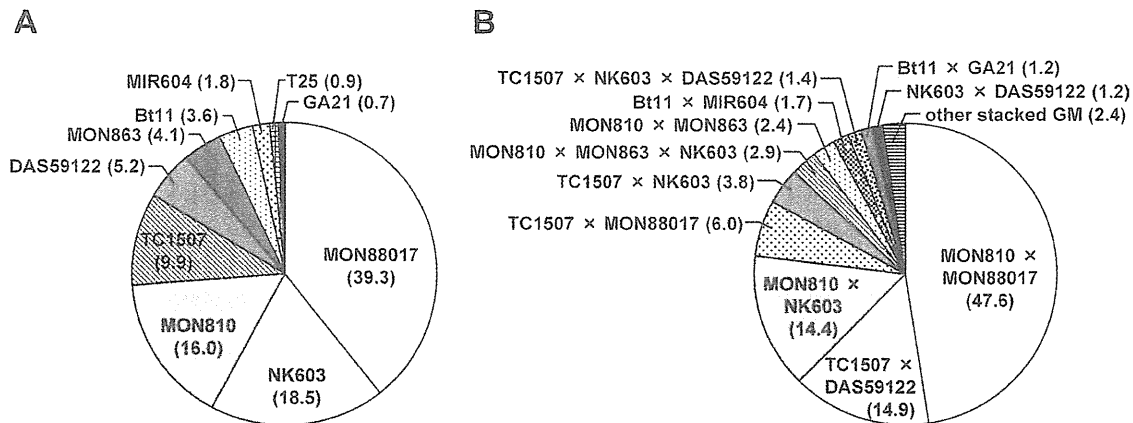 A
MIR604 (1.8)
T25 (0.9)
GA21 (0.7)
Bt11 (3.6)
MON863 (4.1)
DAS59122 (5.2)
TC1507
(9.9)
MON88017
(39.3)
MON810
(16.0)
NK603
(18.5)
B
TC1507 × NK603 × DAS59122 (1.4)
Bt11 × GA21 (1.2)
NK603 × DAS59122 (1.2)
Bt11 × MIR604 (1.7)
other stacked GM (2.4)
MON810 × MON863 (2.4)
MON810 × MON863 × NK603 (2.9)
TC1507 × NK603 (3.8)
TC1507 × MON88017 (6.0)
MON810 ×
MON88017
(47.6)
MON810 ×
NK603
(14.4)
TC1507 ×
DAS59122
(14.9)